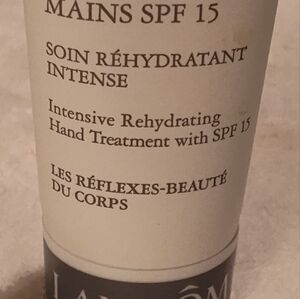 MAINS SPF 15
SOIN RÉHYDRATANT
INTENSE
Intensive Rehydrating
Hand Treatment with SPF 15
LES RÉFLEXES-BEAUTÉ
DU CORPS